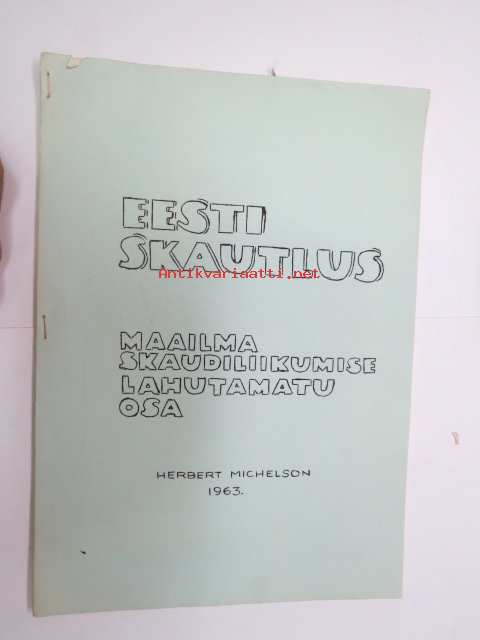 EESTI
SKAUTLUS
Antikvariaatti.net
MAAILMA
SKAUDILIIKUMISE
LAHUTAMATU
OSA
HERBERT MICHELSON
1963.